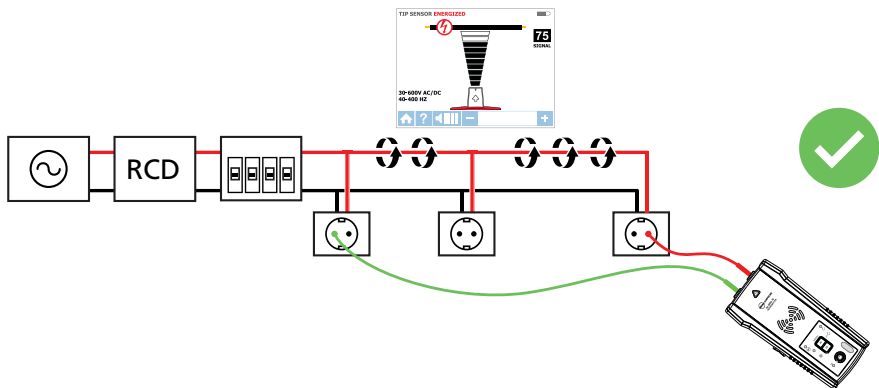 TIP SENSOR ENERGIZED
75
SIGNAL
30-600V AC/DC
40-400 HZ
?
RCD